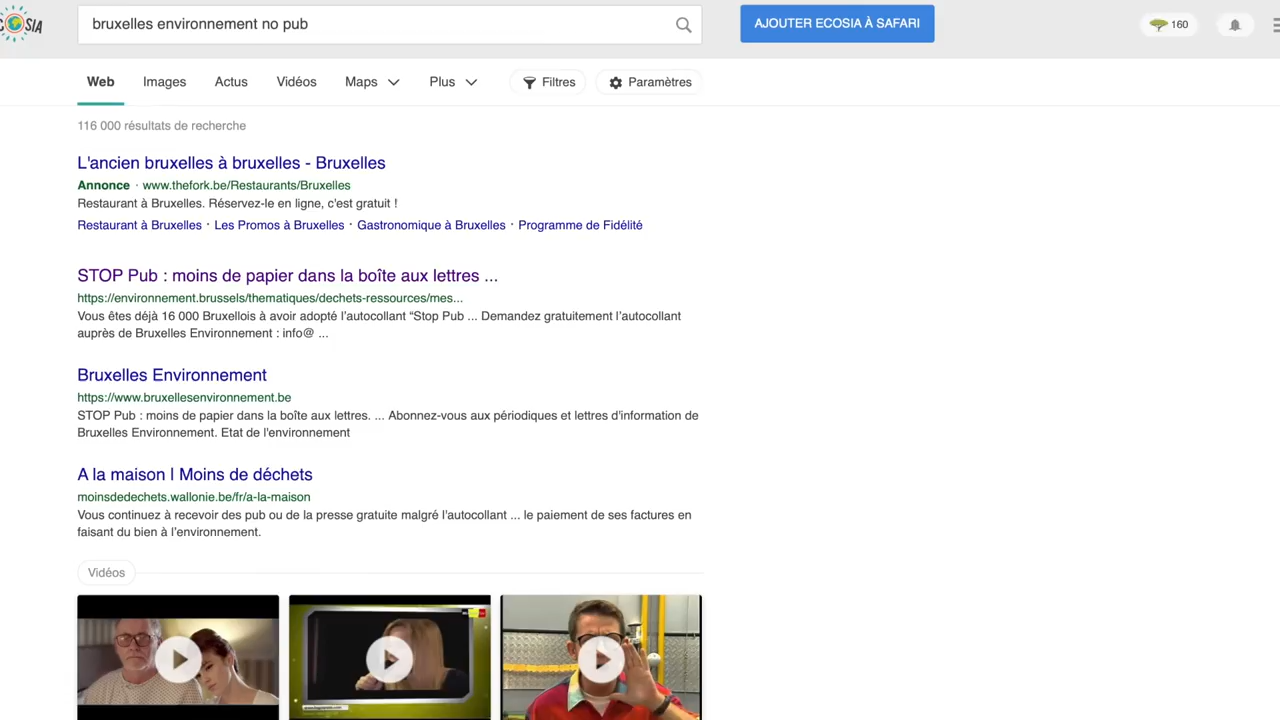 COSIA
bruxelles environnement no pub
AJOUTER ECOSIA À SAFARI
160
Web
Images
Actus
Vidéos
Maps
Plus
Filtres
Paramètres
116 000 résultats de recherche
L'ancien bruxelles à bruxelles - Bruxelles
Annonce · www.thefork.be/Restaurants/Bruxelles
Restaurant à Bruxelles. Réservez-le en ligne, c'est gratuit !
Restaurant à Bruxelles · Les Promos à Bruxelles · Gastronomique à Bruxelles · Programme de Fidélité
STOP Pub : moins de papier dans la boîte aux lettres ...
https://environnement.brussels/thematiques/dechets-ressources/mes...
Vous êtes déjà 16 000 Bruxellois à avoir adopté l’autocollant “Stop Pub ... Demandez gratuitement l’autocollant
auprès de Bruxelles Environnement : info@ ...
Bruxelles Environnement
https://www.bruxellesenvironnement.be
STOP Pub : moins de papier dans la boîte aux lettres. ... Abonnez-vous aux périodiques et lettres d'information de
Bruxelles Environnement. Etat de l'environnement
A la maison | Moins de déchets
moinsdedechets.wallonie.be/fr/a-la-maison
Vous continuez à recevoir des pub ou de la presse gratuite malgré l'autocollant ... le paiement de ses factures en
faisant du bien à l’environnement.
Vidéos